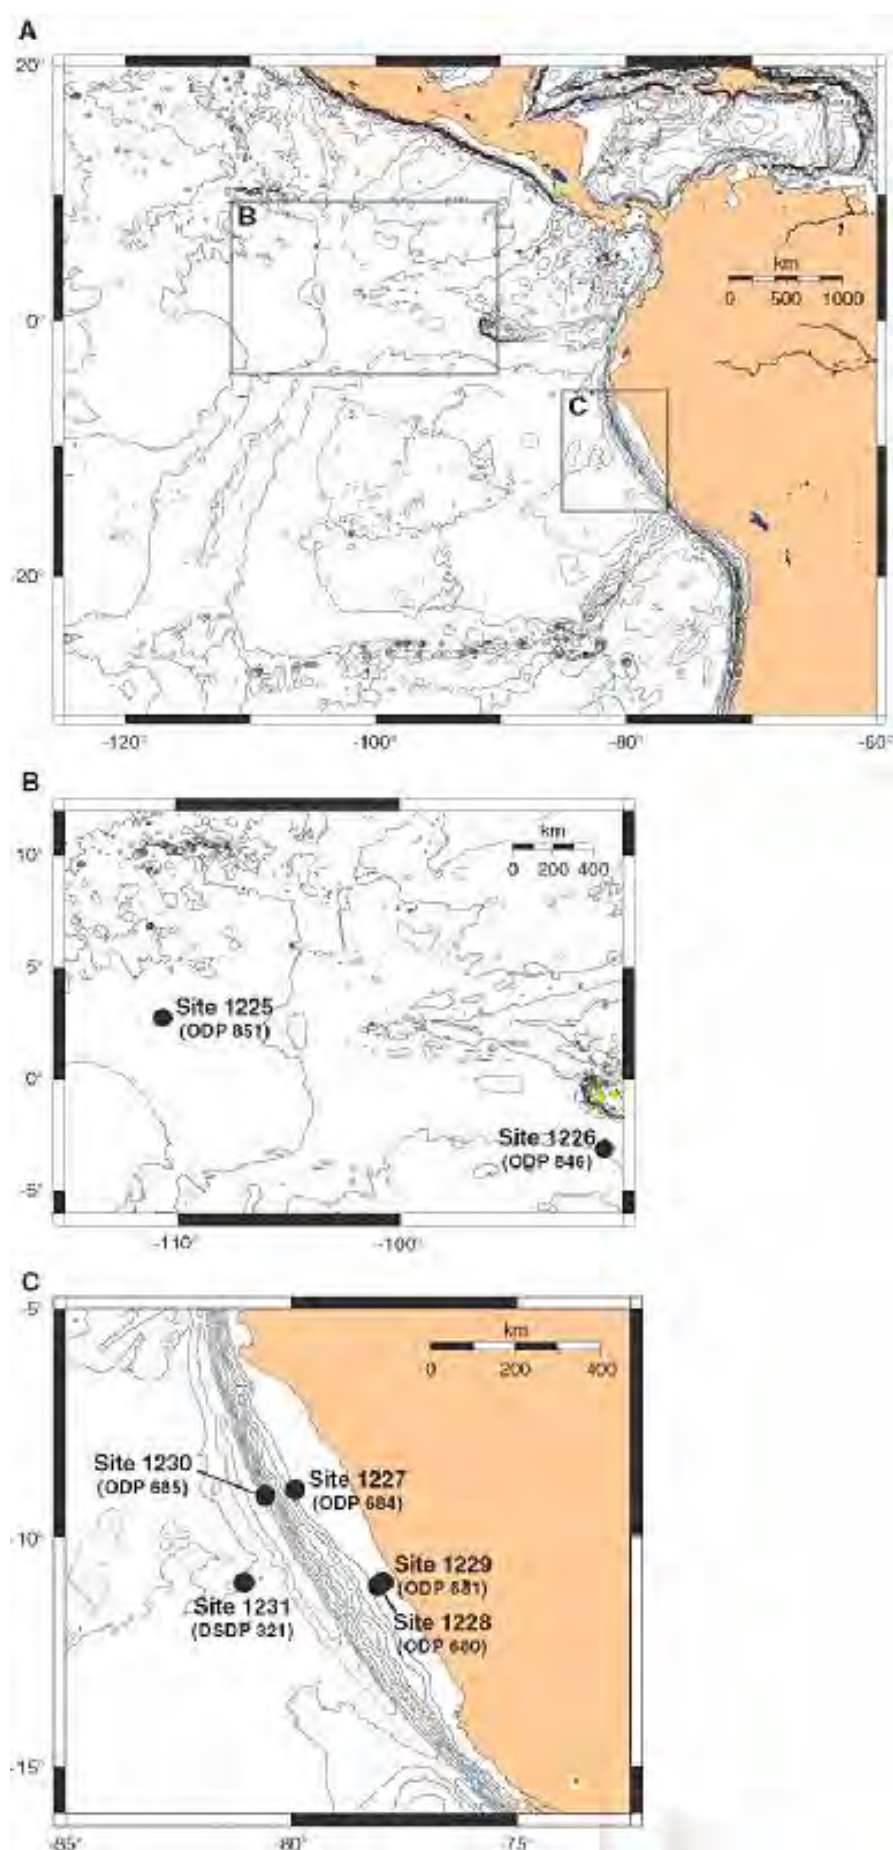 A
20°
B
km
0 500 1000
0°
C
20°
-120° -100° -80° -60°
B
10°
km
0 200 400
5°
Site 1225
(ODP 851)
0°
Site 1226
(ODP 846)
-5°
-110° -100°
C
-5°
km
0 200 400
Site 1230
(ODP 685)
Site 1227
(ODP 684)
-10°
Site 1229
(ODP 681)
Site 1231
(DSDP 321)
Site 1228
(ODP 680)
-15°
-85° -80° -75°